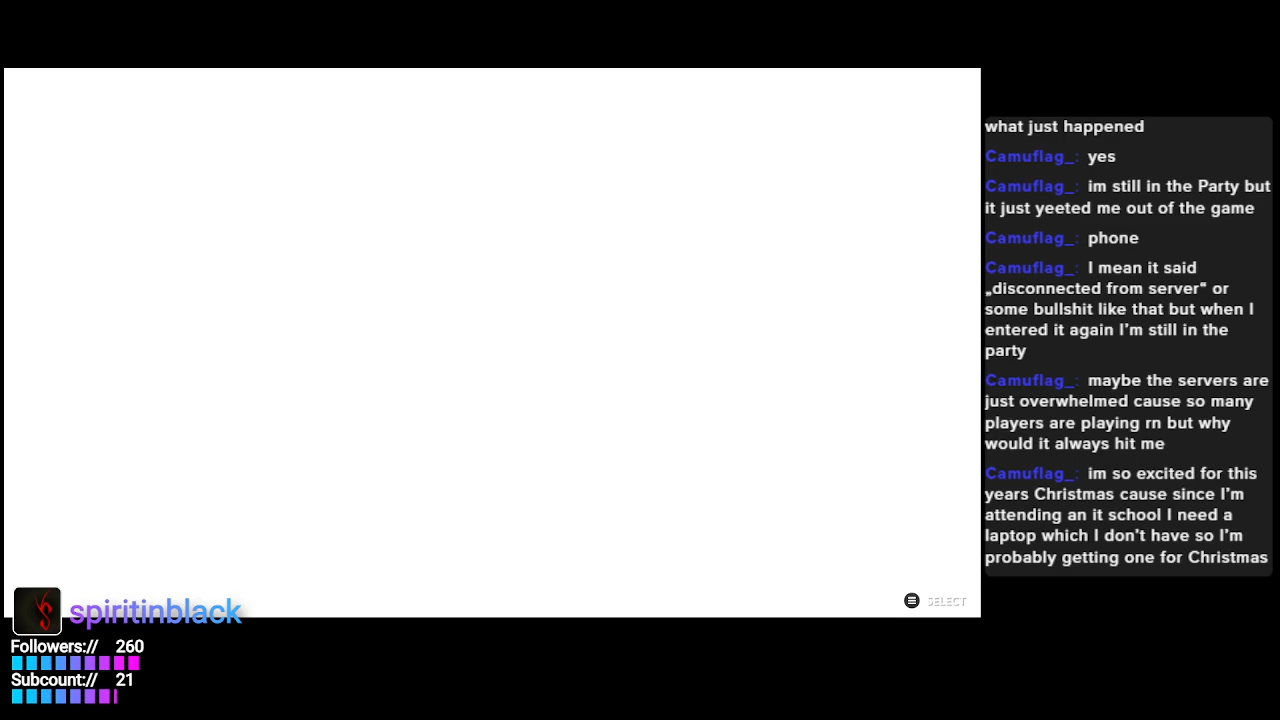 what just happened
Camuflag_: yes
Camuflag_: im still in the Party but
it just yeeted me out of the game
Camuflag_: phone
Camuflag_: I mean it said
„disconnected from server“ or
some bullshit like that but when I
entered it again I’m still in the
party
Camuflag_: maybe the servers are
just overwhelmed cause so many
players are playing rn but why
would it always hit me
Camuflag_: im so excited for this
years Christmas cause since I’m
attending an it school I need a
laptop which I don’t have so I’m
probably getting one for Christmas
SELECT
spiritinblack
Followers:// 260
Subcount:// 21